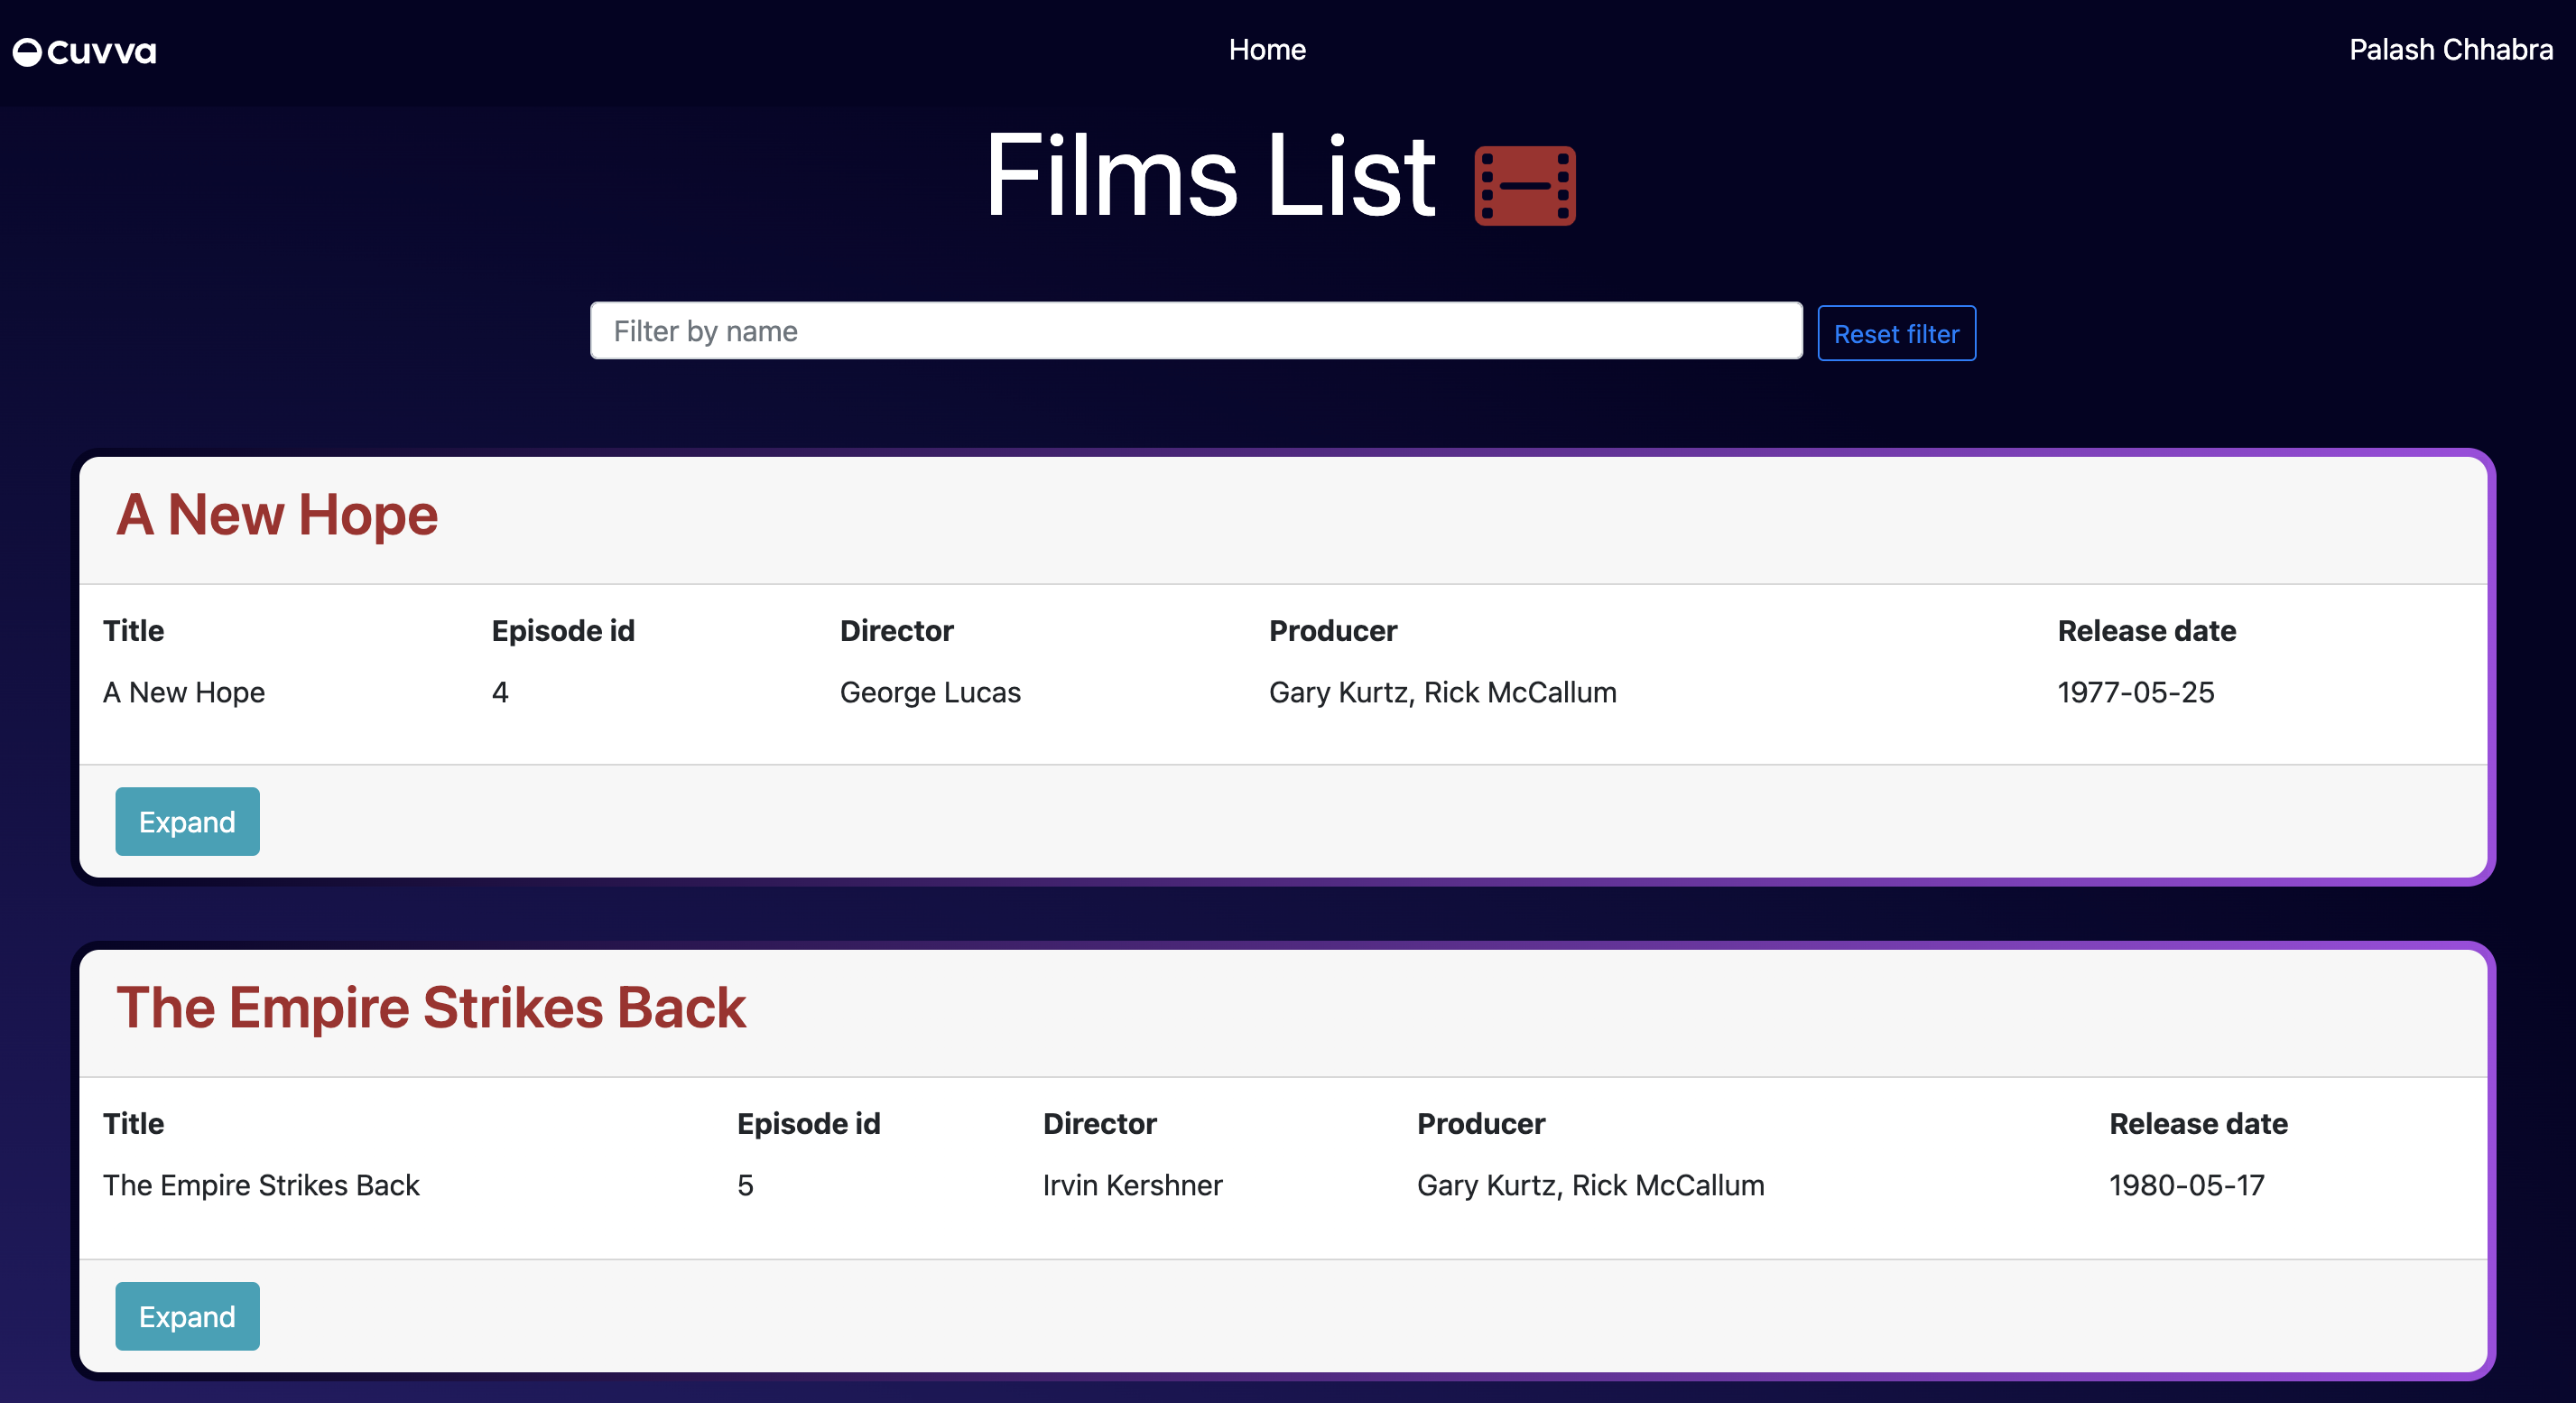 cuvva Home Palash Chhabra
Films List
Filter by name Reset filter
A New Hope
Title Episode id Director Producer Release date
A New Hope 4 George Lucas Gary Kurtz, Rick McCallum 1977-05-25
Expand
The Empire Strikes Back
Title Episode id Director Producer Release date
The Empire Strikes Back 5 Irvin Kershner Gary Kurtz, Rick McCallum 1980-05-17
Expand